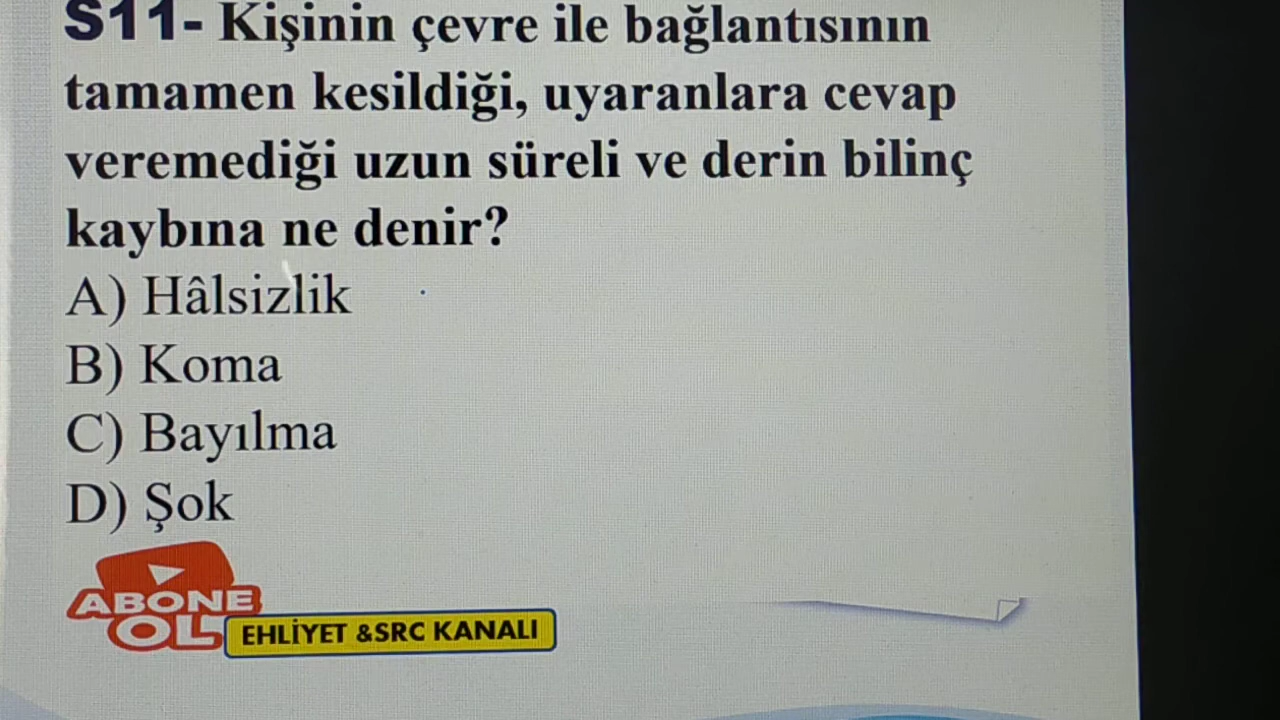 S11- Kişinin çevre ile bağlantısının
tamamen kesildiği, uyaranlara cevap
veremediği uzun süreli ve derin bilinç
kaybına ne denir?
A) Hâlsizlik
B) Koma
C) Bayılma
D) Şok
ABONE
OL
EHLİYET &SRC KANALI